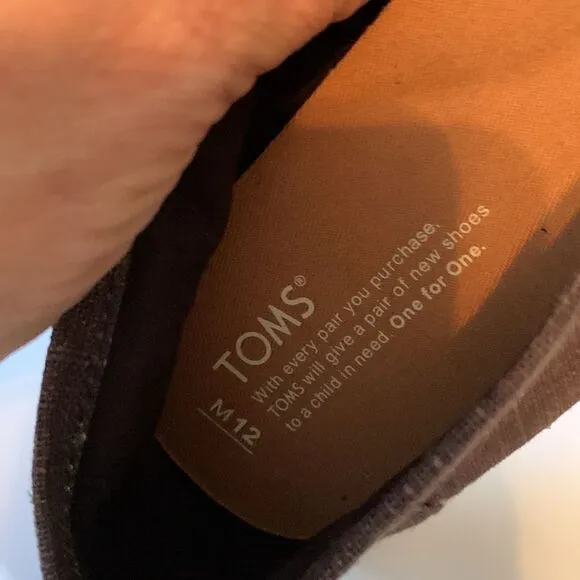 TOMS®
With every pair you purchase,
TOMS will give a pair of new shoes
to a child in need. One for One.
M 12